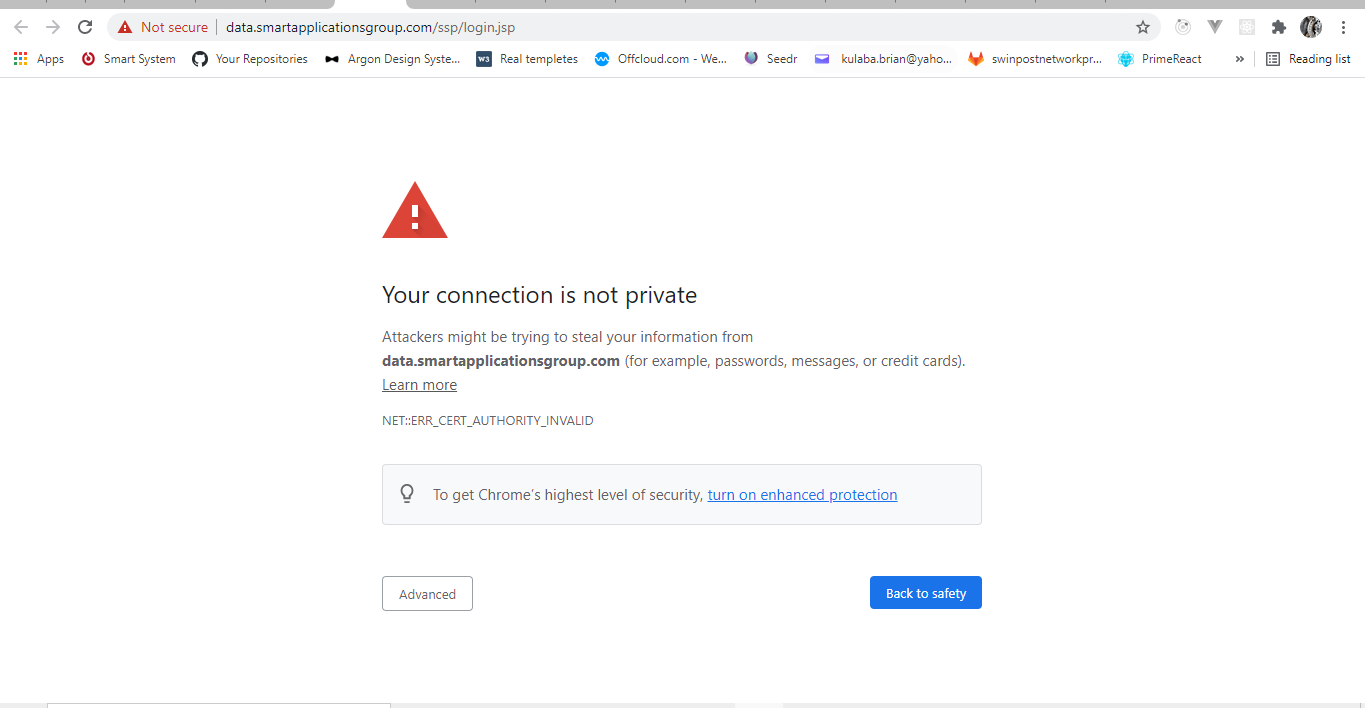 Not secure | data.smartapplicationsgroup.com/ssp/login.jsp
Apps Smart System Your Repositories Argon Design Syste... w3 Real templetes Offcloud.com - We... Seedr kulaba.brian@yaho... swinpostnetworkpr... PrimeReact » Reading list
Your connection is not private
Attackers might be trying to steal your information from
data.smartapplicationsgroup.com (for example, passwords, messages, or credit cards).
Learn more
NET::ERR_CERT_AUTHORITY_INVALID
To get Chrome's highest level of security, turn on enhanced protection
Advanced Back to safety